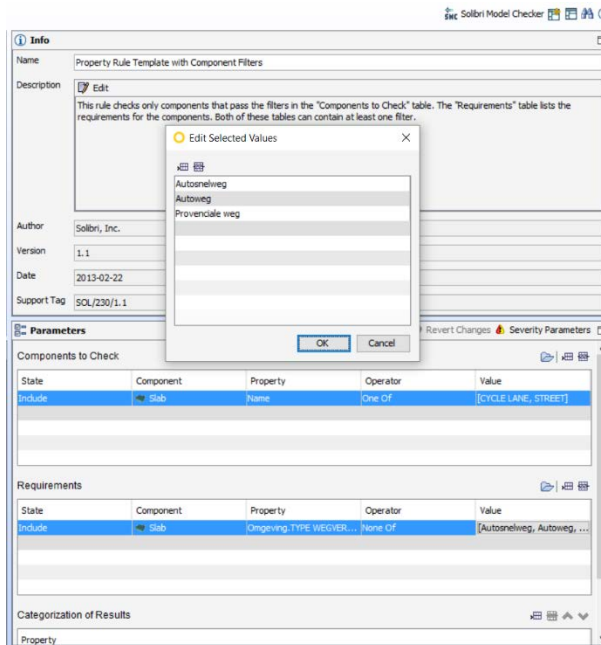 SMC Solibri Model Checker
Info
Name
Property Rule Template with Component Filters
Description
Edit
This rule checks only components that pass the filters in the "Components to Check" table. The "Requirements" table lists the
requirements for the components. Both of these tables can contain at least one filter.
Edit Selected Values
Autosnelweg
Autoweg
Provenciale weg
OK Cancel
Author Solibri, Inc.
Version 1.1
Date 2013-02-22
Support Tag SOL/230/1.1
Parameters Revert Changes Severity Parameters
Components to Check
State Component Property Operator Value
Include Slab Name One Of [CYCLE LANE, STREET]
Requirements
State Component Property Operator Value
Include Slab Omgeving.TYPE WEGVER... None Of [Autosnelweg, Autoweg, ...
Categorization of Results
Property